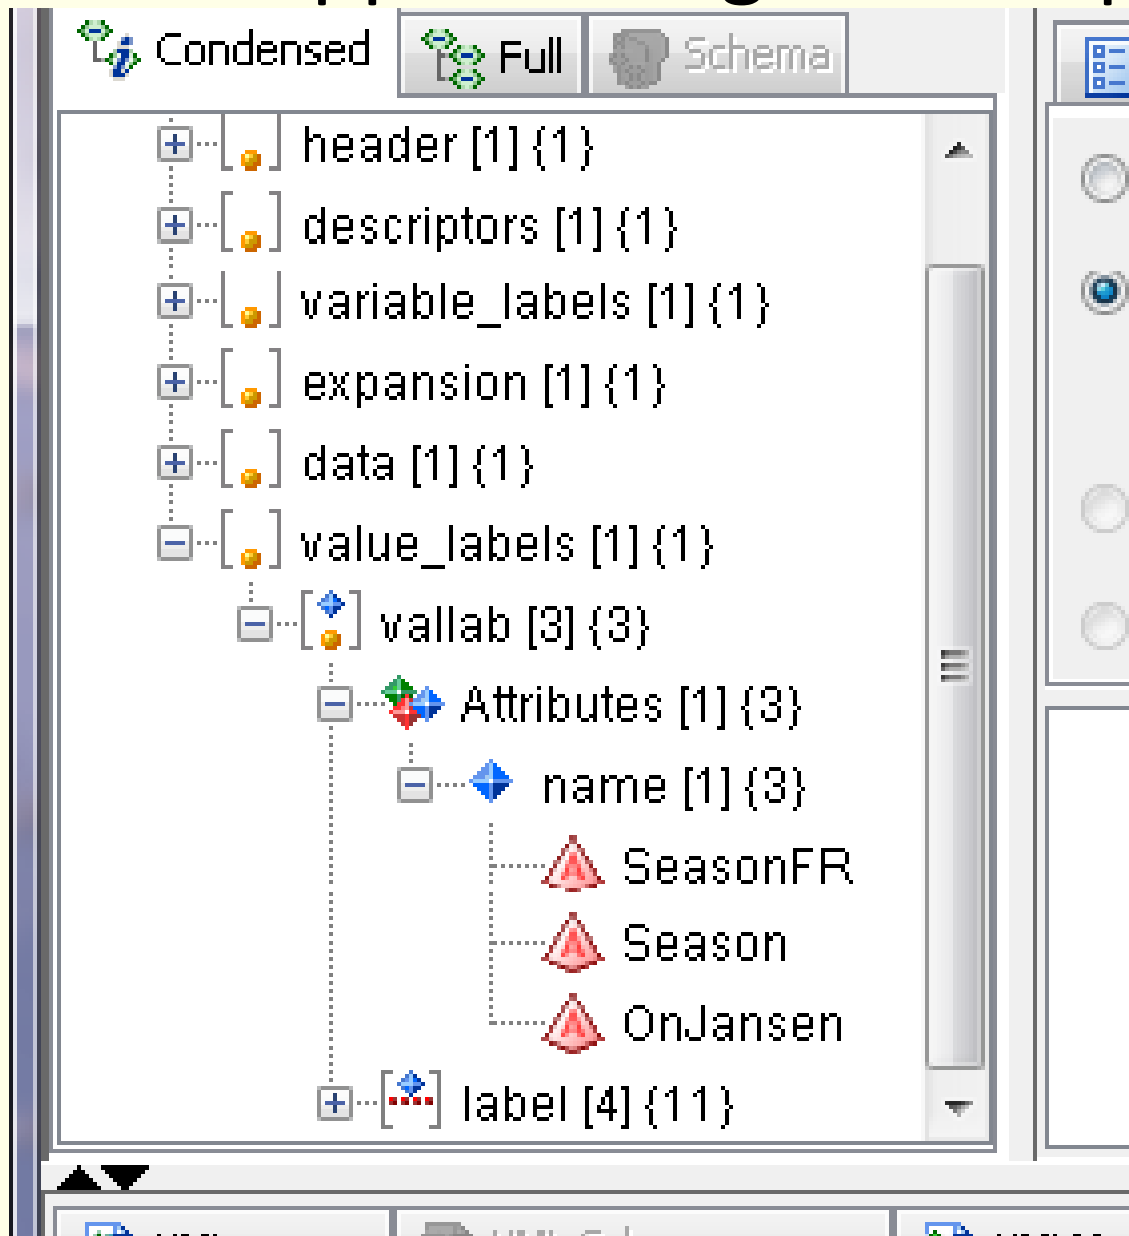 Condensed Full Schema
header [1] {1}
descriptors [1] {1}
variable_labels [1] {1}
expansion [1] {1}
data [1] {1}
value_labels [1] {1}
vallab [3] {3}
Attributes [1] {3}
name [1] {3}
SeasonFR
Season
OnJansen
label [4] {11}